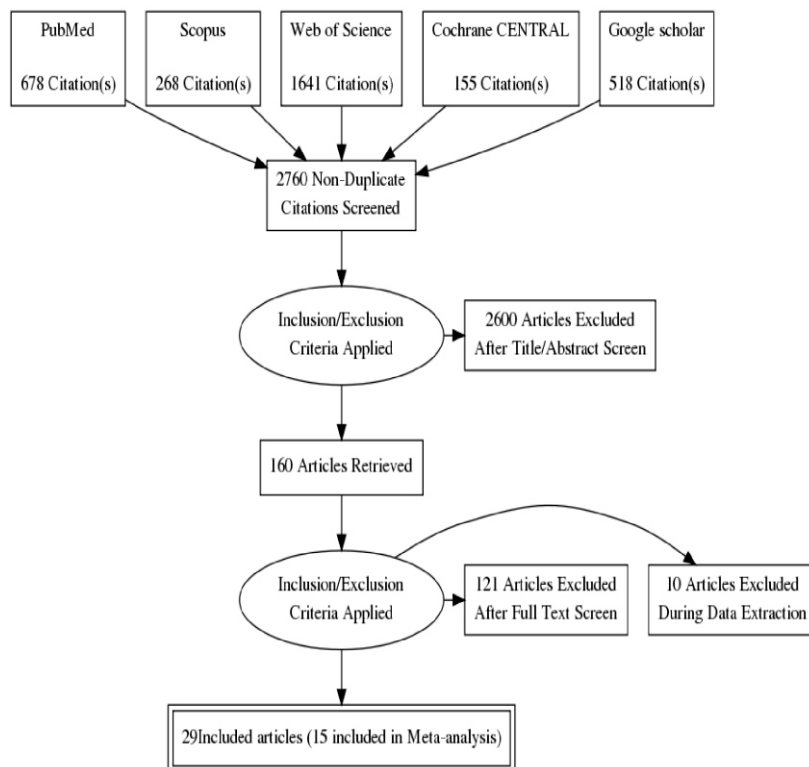 PubMed
678 Citation(s)
Scopus
268 Citation(s)
Web of Science
1641 Citation(s)
Cochrane CENTRAL
155 Citation(s)
Google scholar
518 Citation(s)
2760 Non-Duplicate
Citations Screened
Inclusion/Exclusion
Criteria Applied
2600 Articles Excluded
After Title/Abstract Screen
160 Articles Retrieved
Inclusion/Exclusion
Criteria Applied
121 Articles Excluded
After Full Text Screen
10 Articles Excluded
During Data Extraction
29Included articles (15 included in Meta-analysis)